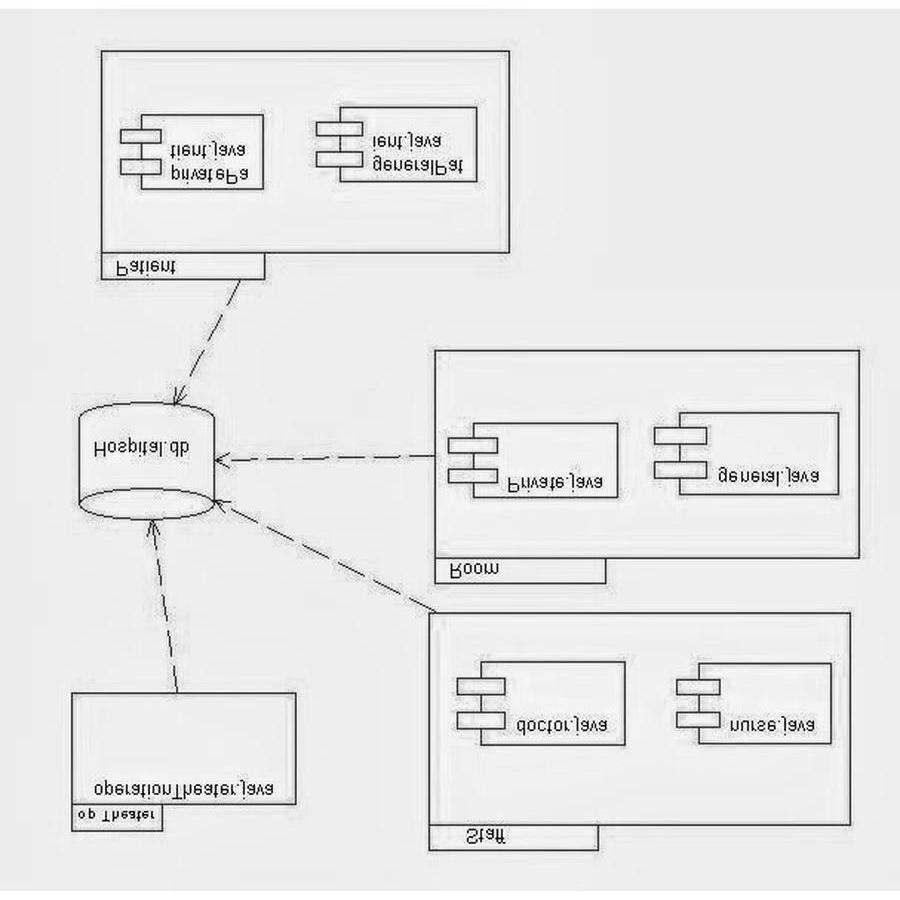 op Theater
operationTheater.java
Staff
doctor.java
nurse.java
Room
Private.java
general.java
Hospital.db
Patient
privatePa
tient.java
generalPat
ient.java